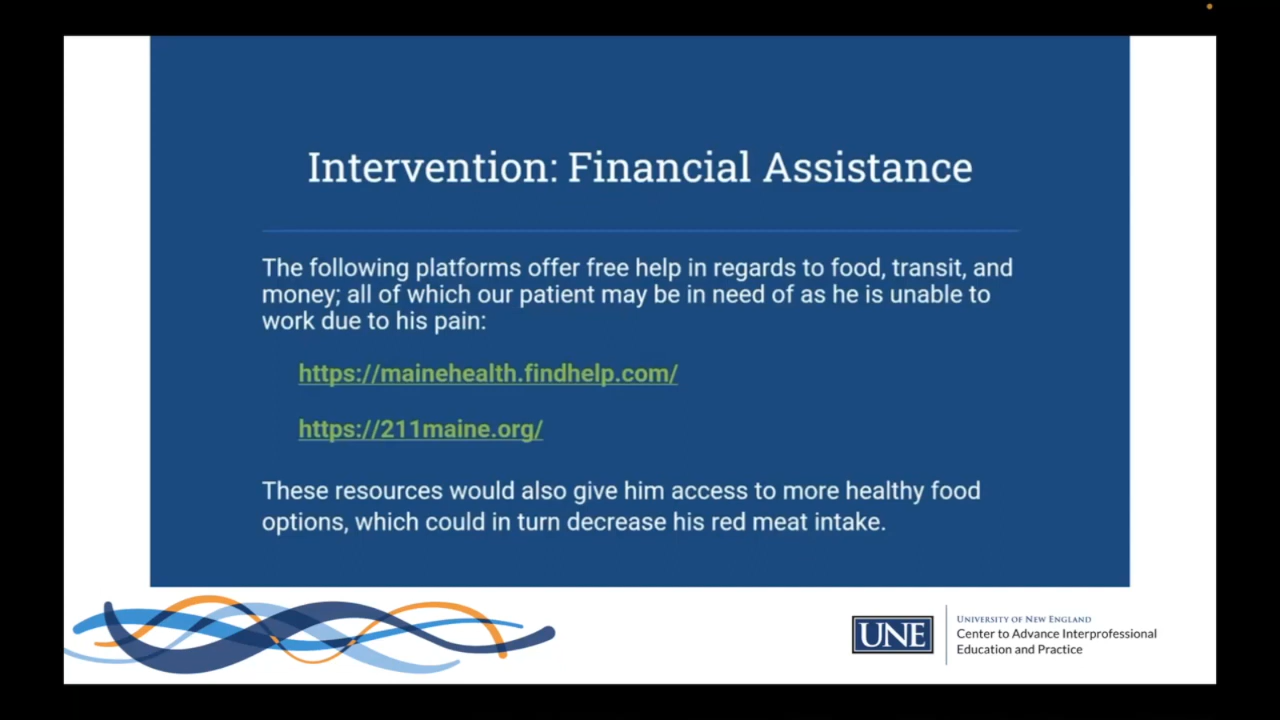 Intervention: Financial Assistance
The following platforms offer free help in regards to food, transit, and
money; all of which our patient may be in need of as he is unable to
work due to his pain:
https://mainehealth.findhelp.com/
https://211maine.org/
These resources would also give him access to more healthy food
options, which could in turn decrease his red meat intake.
UNE
University of New England
Center to Advance Interprofessional
Education and Practice